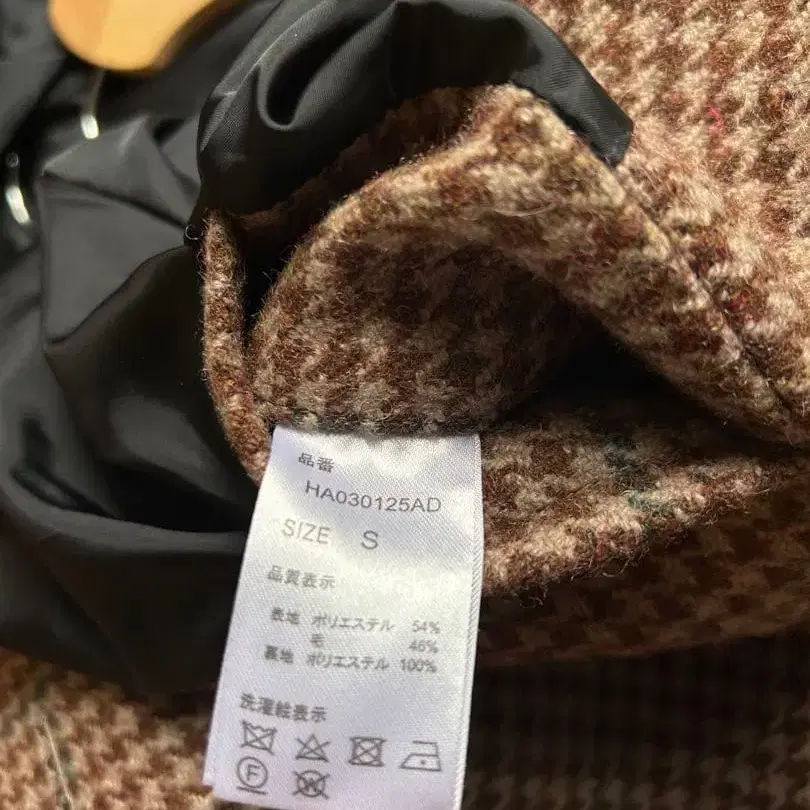 品番
HA030125AD
SIZE S
品質表示
表地 ポリエステル 54%
毛 46%
裏地 ポリエステル 100%
洗濯絵表示
F